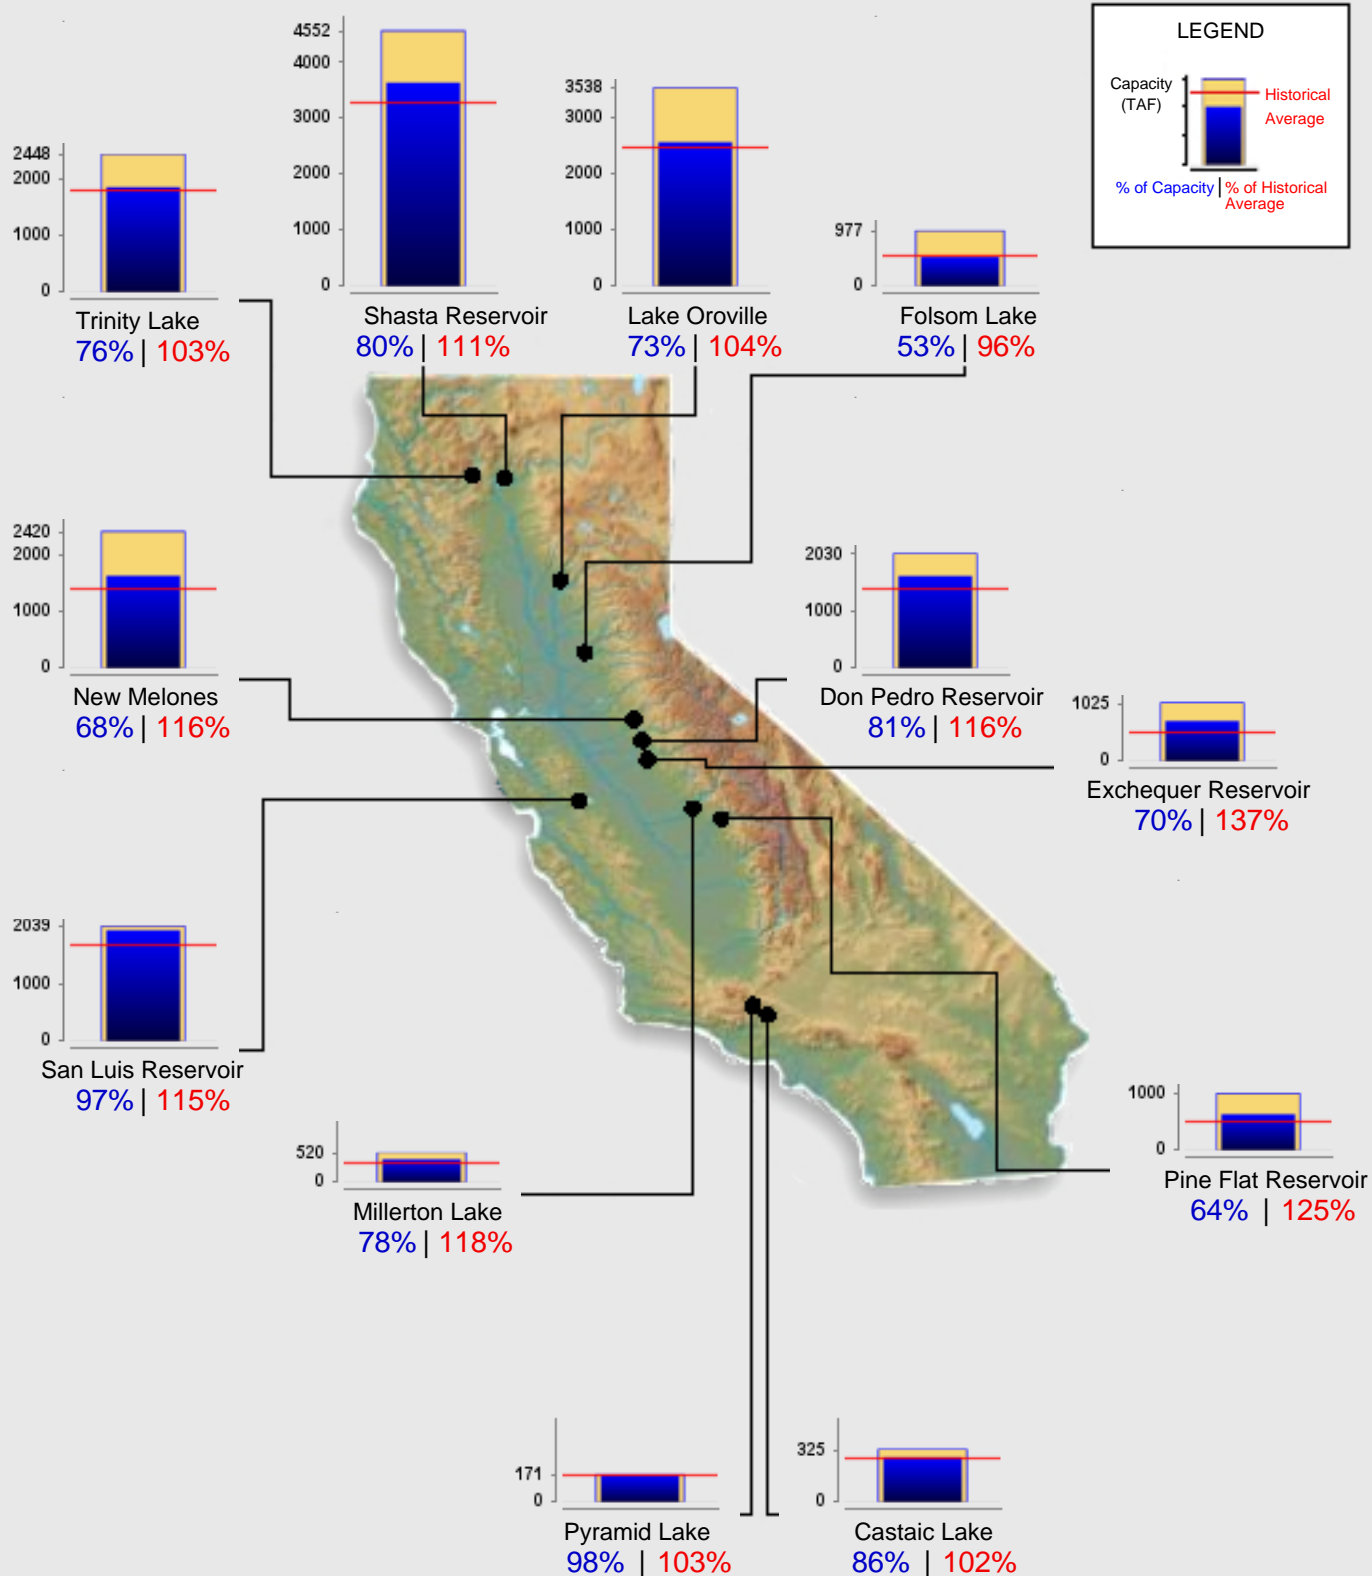 LEGEND
Capacity
(TAF)
Historical
Average
% of Capacity | % of Historical
Average
4552
4000
3000
2000
1000
0
Shasta Reservoir
80% | 111%
3538
3000
2000
1000
0
Lake Oroville
73% | 104%
2448
2000
1000
0
Trinity Lake
76% | 103%
977
0
Folsom Lake
53% | 96%
2420
2000
1000
0
New Melones
68% | 116%
2030
1000
0
Don Pedro Reservoir
81% | 116%
1025
0
Exchequer Reservoir
70% | 137%
2039
1000
0
San Luis Reservoir
97% | 115%
520
0
Millerton Lake
78% | 118%
1000
0
Pine Flat Reservoir
64% | 125%
171
0
Pyramid Lake
98% | 103%
325
0
Castaic Lake
86% | 102%